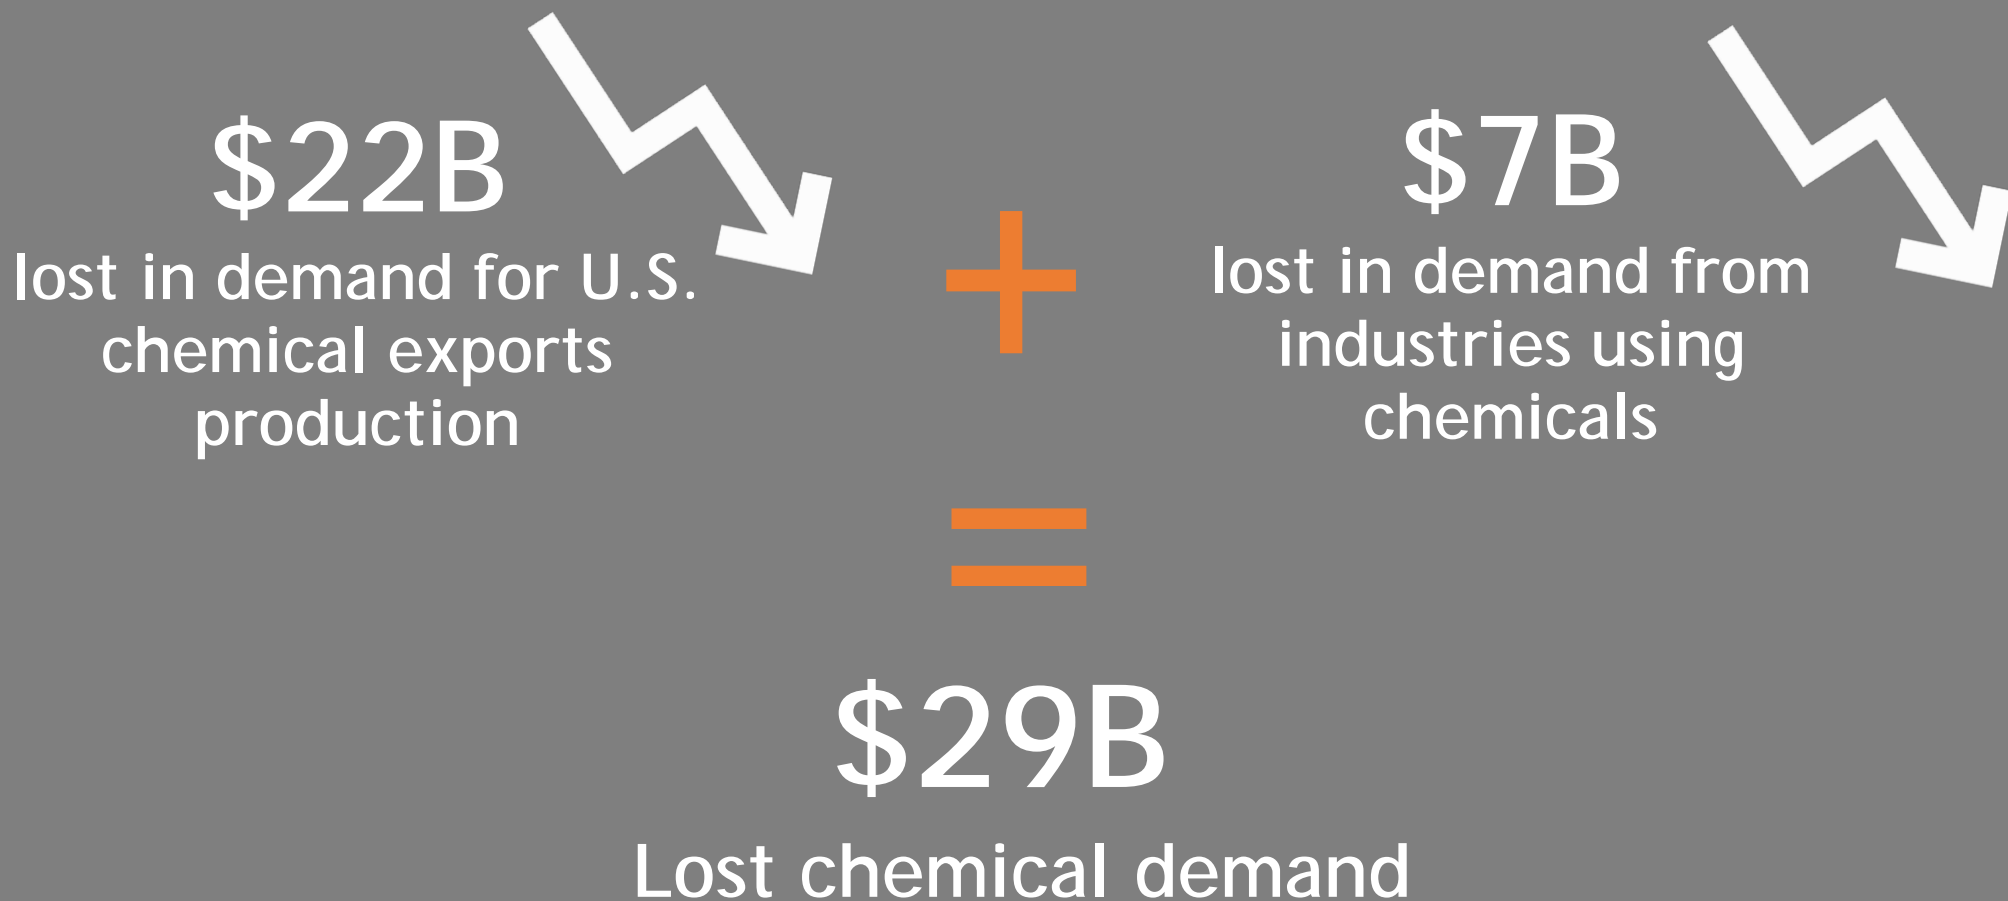 $22B
lost in demand for U.S.
chemical exports
production
+
$7B
lost in demand from
industries using
chemicals
=
$29B
Lost chemical demand